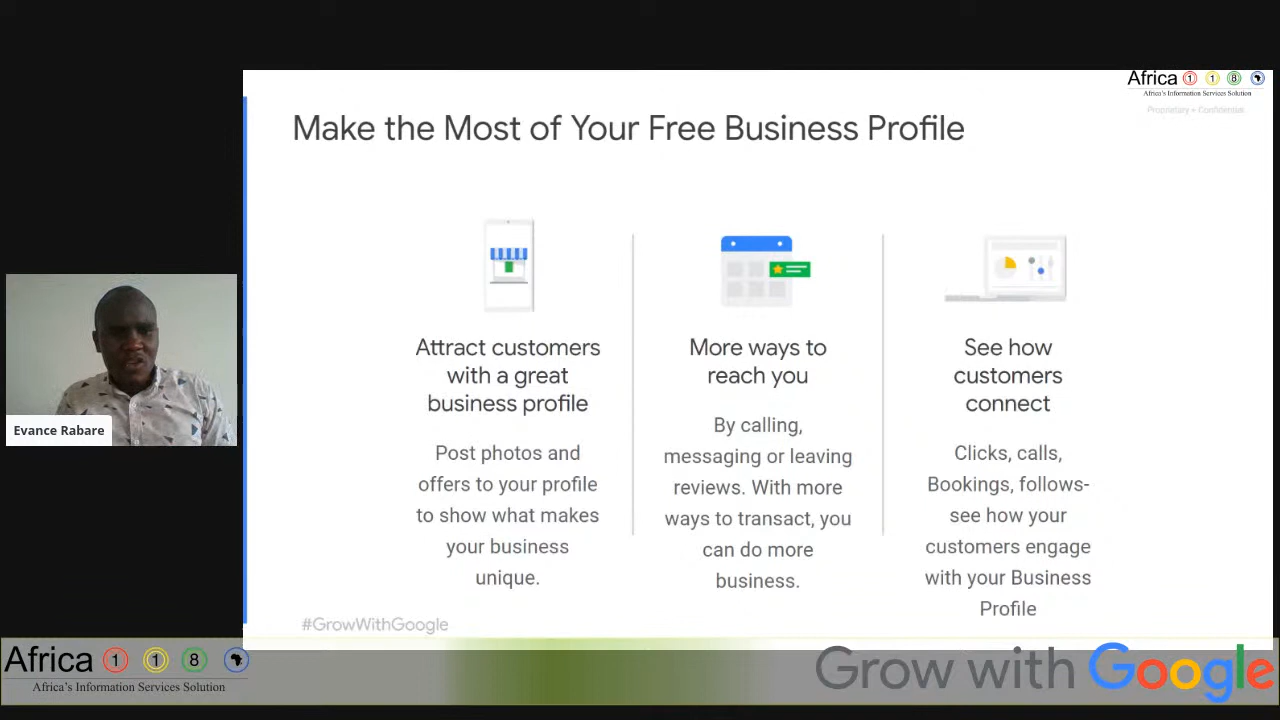 Africa 1 1 8
Africa's Information Services Solution
Proprietary + Confidential
Make the Most of Your Free Business Profile
Attract customers
with a great
business profile
Post photos and
offers to your profile
to show what makes
your business
unique.
More ways to
reach you
By calling,
messaging or leaving
reviews. With more
ways to transact, you
can do more
business.
See how
customers
connect
Clicks, calls,
Bookings, follows-
see how your
customers engage
with your Business
Profile
Evance Rabare
#GrowWithGoogle
Africa 1 1 8
Africa's Information Services Solution
Grow with Google